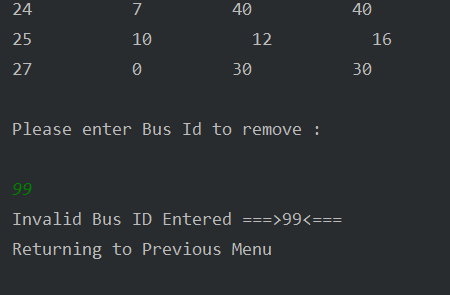 24 7 40 40
25 10 12 16
27 0 30 30
Please enter Bus Id to remove :
99
Invalid Bus ID Entered ===>99<===
Returning to Previous Menu